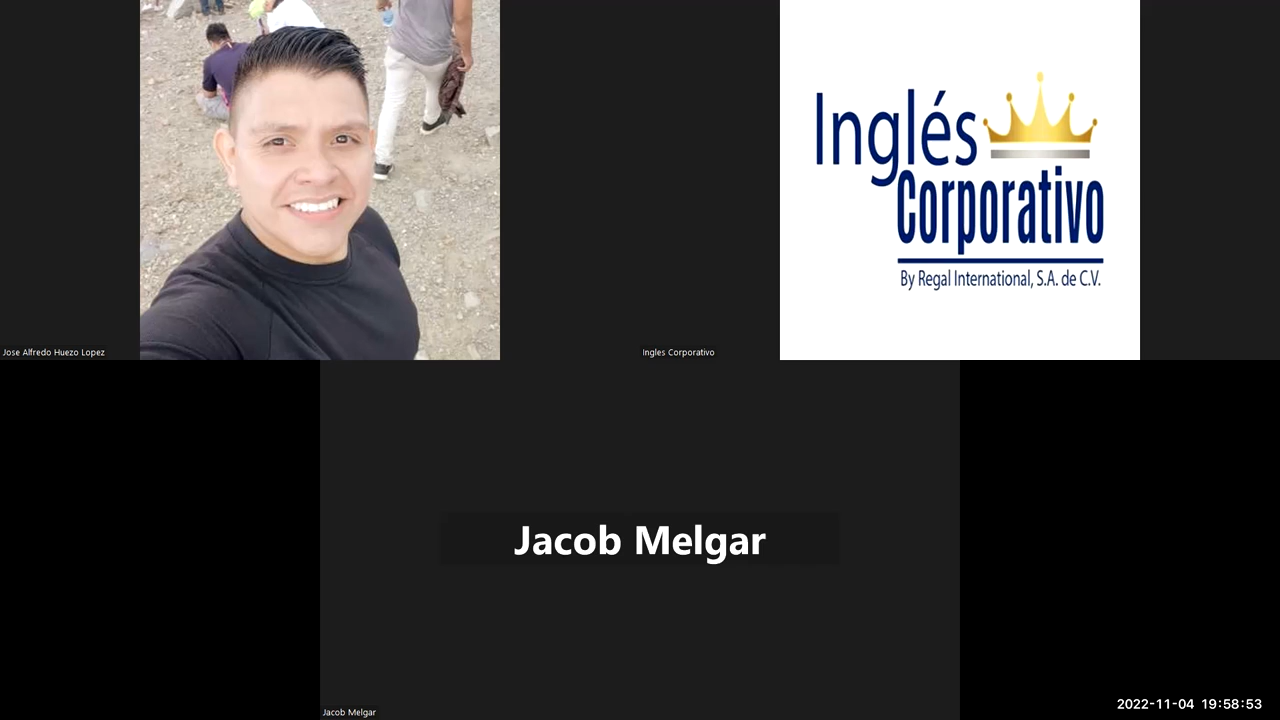 Inglés
Corporativo
By Regal International, S.A. de C.V.
Jose Alfredo Huezo Lopez
Ingles Corporativo
Jacob Melgar
Jacob Melgar
2022-11-04 19:58:53